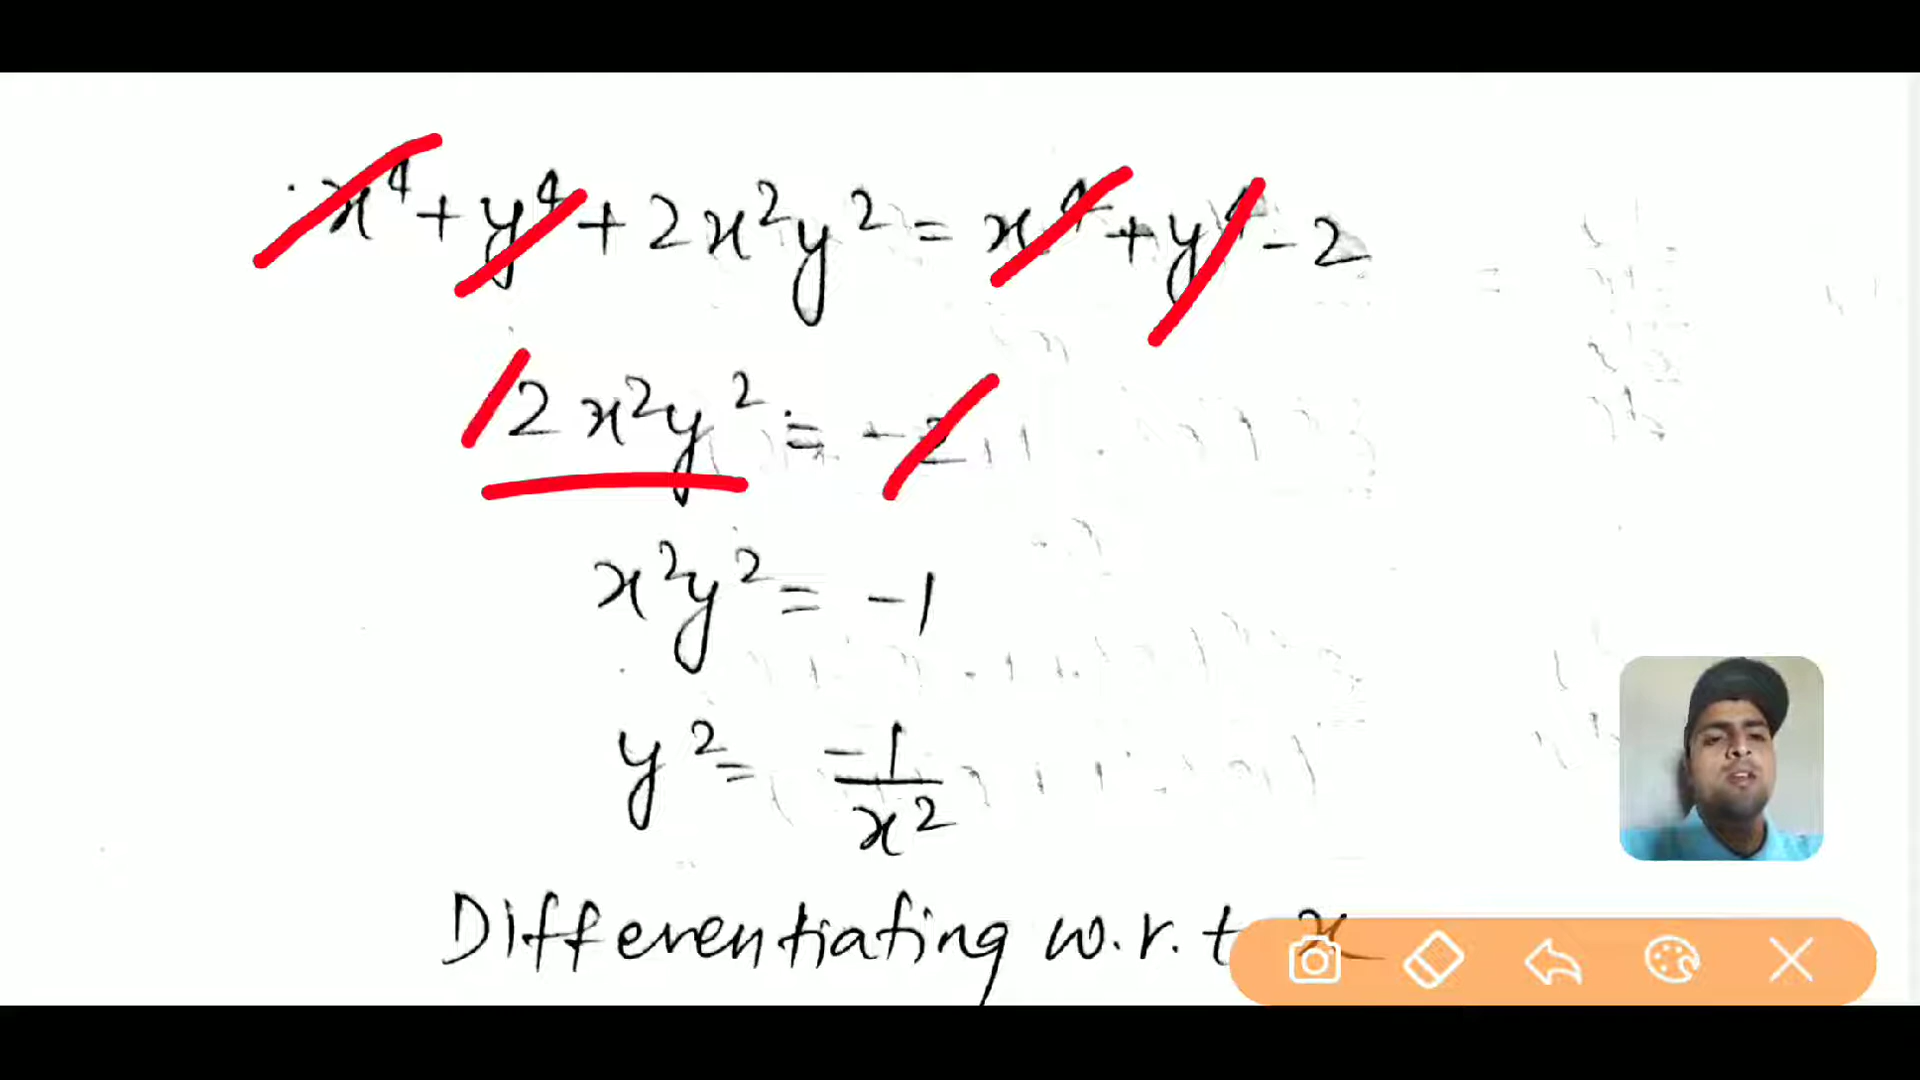 x⁴ + y⁴ + 2x²y² = x⁴ + y⁴ - 2
2x²y² = -2
x²y² = -1
y² = -1/x²
Differentiating w.r.t x